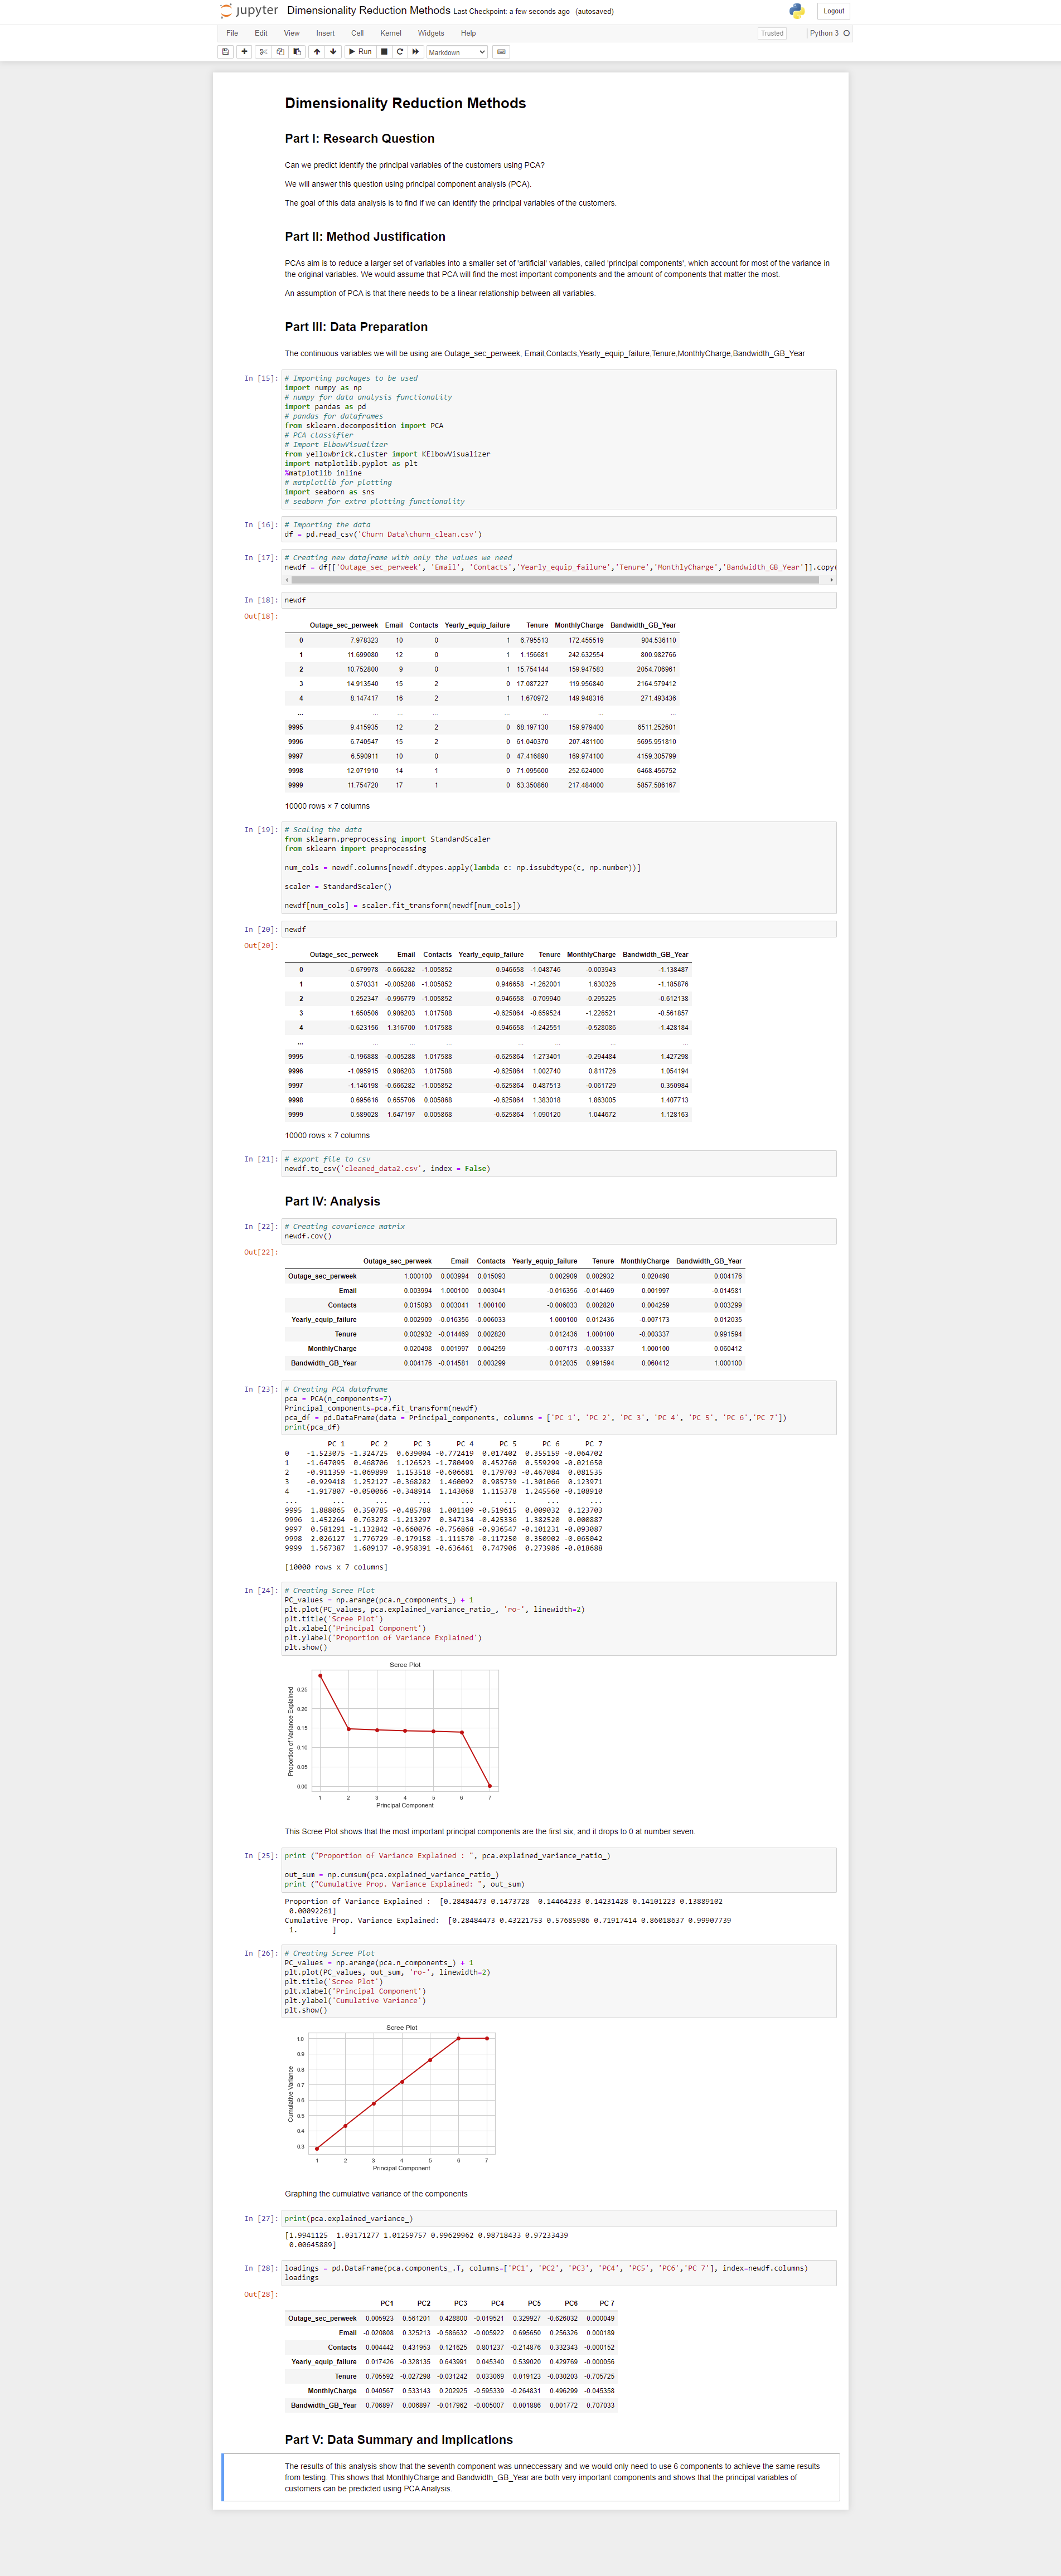 jupyter Dimensionality Reduction Methods Last Checkpoint: a few seconds ago (autosaved)
Logout
File Edit View Insert Cell Kernel Widgets Help
Trusted
Python 3
Run
Markdown
Dimensionality Reduction Methods
Part I: Research Question
Can we predict identify the principal variables of the customers using PCA?
We will answer this question using principal component analysis (PCA).
The goal of this data analysis is to find if we can identify the principal variables of the customers.
Part II: Method Justification
PCAs aim is to reduce a larger set of variables into a smaller set of 'artificial' variables, called 'principal components', which account for most of the variance in
the original variables. We would assume that PCA will find the most important components and the amount of components that matter the most.
An assumption of PCA is that there needs to be a linear relationship between all variables.
Part III: Data Preparation
The continuous variables we will be using are Outage_sec_perweek, Email,Contacts,Yearly_equip_failure,Tenure,MonthlyCharge,Bandwidth_GB_Year
In [15]: # Importing packages to be used
import numpy as np
# numpy for data analysis functionality
import pandas as pd
# pandas for dataframes
from sklearn.decomposition import PCA
# PCA classifier
# Import ElbowVisualizer
from yellowbrick.cluster import KElbowVisualizer
import matplotlib.pyplot as plt
%matplotlib inline
# matplotlib for plotting
import seaborn as sns
# seaborn for extra plotting functionality
In [16]: # Importing the data
df = pd.read_csv('Churn Data\churn_clean.csv')
In [17]: # Creating new dataframe with only the values we need
newdf = df[['Outage_sec_perweek', 'Email', 'Contacts','Yearly_equip_failure','Tenure','MonthlyCharge','Bandwidth_GB_Year']].copy(
In [18]: newdf
Out[18]:
Outage_sec_perweek Email Contacts Yearly_equip_failure Tenure MonthlyCharge Bandwidth_GB_Year
0 7.978323 10 0 1 6.795513 172.455519 904.536110
1 11.699080 12 0 1 1.156681 242.632554 800.982766
2 10.752800 9 0 1 15.754144 159.947583 2054.706961
3 14.913540 15 2 0 17.087227 119.956840 2164.579412
4 8.147417 16 2 1 1.670972 149.948316 271.493436
... ... ... ... ... ... ... ...
9995 9.415935 12 2 0 68.197130 159.979400 6511.252601
9996 6.740547 15 2 0 61.040370 207.481100 5695.951810
9997 6.590911 10 0 0 47.416890 169.974100 4159.305799
9998 12.071910 14 1 0 71.095600 252.624000 6468.456752
9999 11.754720 17 1 0 63.350860 217.484000 5857.586167
10000 rows × 7 columns
In [19]: # Scaling the data
from sklearn.preprocessing import StandardScaler
from sklearn import preprocessing
num_cols = newdf.columns[newdf.dtypes.apply(lambda c: np.issubdtype(c, np.number))]
scaler = StandardScaler()
newdf[num_cols] = scaler.fit_transform(newdf[num_cols])
In [20]: newdf
Out[20]:
Outage_sec_perweek Email Contacts Yearly_equip_failure Tenure MonthlyCharge Bandwidth_GB_Year
0 -0.679978 -0.666282 -1.005852 0.946658 -1.048746 -0.003943 -1.138487
1 0.570331 -0.005288 -1.005852 0.946658 -1.262001 1.630326 -1.185876
2 0.252347 -0.996779 -1.005852 0.946658 -0.709940 -0.295225 -0.612138
3 1.650506 0.986203 1.017588 -0.625864 -0.659524 -1.226521 -0.561857
4 -0.623156 1.316700 1.017588 0.946658 -1.242551 -0.528086 -1.428184
... ... ... ... ... ... ... ...
9995 -0.196888 -0.005288 1.017588 -0.625864 1.273401 -0.294484 1.427298
9996 -1.095915 0.986203 1.017588 -0.625864 1.002740 0.811726 1.054194
9997 -1.146198 -0.666282 -1.005852 -0.625864 0.487513 -0.061729 0.350984
9998 0.695616 0.655706 0.005868 -0.625864 1.383018 1.863005 1.407713
9999 0.589028 1.647197 0.005868 -0.625864 1.090120 1.044672 1.128163
10000 rows × 7 columns
In [21]: # export file to csv
newdf.to_csv('cleaned_data2.csv', index = False)
Part IV: Analysis
In [22]: # Creating covarience matrix
newdf.cov()
Out[22]:
Outage_sec_perweek Email Contacts Yearly_equip_failure Tenure MonthlyCharge Bandwidth_GB_Year
Outage_sec_perweek 1.000100 0.003994 0.015093 0.002909 0.002932 0.020498 0.004176
Email 0.003994 1.000100 0.003041 -0.016356 -0.014469 0.001997 -0.014581
Contacts 0.015093 0.003041 1.000100 -0.006033 0.002820 0.004259 0.003299
Yearly_equip_failure 0.002909 -0.016356 -0.006033 1.000100 0.012436 -0.007173 0.012035
Tenure 0.002932 -0.014469 0.002820 0.012436 1.000100 -0.003337 0.991594
MonthlyCharge 0.020498 0.001997 0.004259 -0.007173 -0.003337 1.000100 0.060412
Bandwidth_GB_Year 0.004176 -0.014581 0.003299 0.012035 0.991594 0.060412 1.000100
In [23]: # Creating PCA dataframe
pca = PCA(n_components=7)
Principal_components=pca.fit_transform(newdf)
pca_df = pd.DataFrame(data = Principal_components, columns = ['PC 1', 'PC 2', 'PC 3', 'PC 4', 'PC 5', 'PC 6','PC 7'])
print(pca_df)
PC 1 PC 2 PC 3 PC 4 PC 5 PC 6 PC 7
0 -1.523075 -1.324725 0.639004 -0.772419 0.017402 0.355159 -0.064702
1 -1.647095 0.468706 1.126523 -1.780499 0.452760 0.559299 -0.021650
2 -0.911359 -1.069899 1.153518 -0.606681 0.179703 -0.467084 0.081535
3 -0.929418 1.252127 -0.368282 1.460092 0.985739 -1.301066 0.123971
4 -1.917807 -0.050066 -0.348914 1.143068 1.115378 1.245560 -0.108910
... ... ... ... ... ... ... ...
9995 1.888065 0.350785 -0.485788 1.001109 -0.519615 0.009032 0.123703
9996 1.452264 0.763278 -1.213297 0.347134 -0.425336 1.382520 0.000887
9997 0.581291 -1.132842 -0.660076 -0.756868 -0.936547 -0.101231 -0.093087
9998 2.026127 1.776729 -0.179158 -1.111570 -0.117250 0.350902 -0.065042
9999 1.567387 1.609137 -0.958391 -0.636461 0.747906 0.273986 -0.018688
[10000 rows x 7 columns]
In [24]: # Creating Scree Plot
PC_values = np.arange(pca.n_components_) + 1
plt.plot(PC_values, pca.explained_variance_ratio_, 'ro-', linewidth=2)
plt.title('Scree Plot')
plt.xlabel('Principal Component')
plt.ylabel('Proportion of Variance Explained')
plt.show()
Scree Plot
Proportion of Variance Explained
0.25
0.20
0.15
0.10
0.05
0.00
1 2 3 4 5 6 7
Principal Component
This Scree Plot shows that the most important principal components are the first six, and it drops to 0 at number seven.
In [25]: print ("Proportion of Variance Explained : ", pca.explained_variance_ratio_)
out_sum = np.cumsum(pca.explained_variance_ratio_)
print ("Cumulative Prop. Variance Explained: ", out_sum)
Proportion of Variance Explained : [0.28484473 0.1473728 0.14464233 0.14231428 0.14101223 0.13889102
0.00092261]
Cumulative Prop. Variance Explained: [0.28484473 0.43221753 0.57685986 0.71917414 0.86018637 0.99907739
1. ]
In [26]: # Creating Scree Plot
PC_values = np.arange(pca.n_components_) + 1
plt.plot(PC_values, out_sum, 'ro-', linewidth=2)
plt.title('Scree Plot')
plt.xlabel('Principal Component')
plt.ylabel('Cumulative Variance')
plt.show()
Scree Plot
Cumulative Variance
1.0
0.9
0.8
0.7
0.6
0.5
0.4
0.3
1 2 3 4 5 6 7
Principal Component
Graphing the cumulative variance of the components
In [27]: print(pca.explained_variance_)
[1.9941125 1.03171277 1.01259757 0.99629962 0.98718433 0.97233439
0.00645889]
In [28]: loadings = pd.DataFrame(pca.components_.T, columns=['PC1', 'PC2', 'PC3', 'PC4', 'PC5', 'PC6','PC 7'], index=newdf.columns)
loadings
Out[28]:
PC1 PC2 PC3 PC4 PC5 PC6 PC 7
Outage_sec_perweek 0.005923 0.561201 0.428800 -0.019521 0.329927 -0.626032 0.000049
Email -0.020808 0.325213 -0.586632 -0.005922 0.695650 0.256326 0.000189
Contacts 0.004442 0.431953 0.121625 0.801237 -0.214876 0.332343 -0.000152
Yearly_equip_failure 0.017426 -0.328135 0.643991 0.045340 0.539020 0.429769 -0.000056
Tenure 0.705592 -0.027298 -0.031242 0.033069 0.019123 -0.030203 -0.705725
MonthlyCharge 0.040567 0.533143 0.202925 -0.595339 -0.264831 0.496299 -0.045358
Bandwidth_GB_Year 0.706897 0.006897 -0.017962 -0.005007 0.001886 0.001772 0.707033
Part V: Data Summary and Implications
The results of this analysis show that the seventh component was unneccessary and we would only need to use 6 components to achieve the same results
from testing. This shows that MonthlyCharge and Bandwidth_GB_Year are both very important components and shows that the principal variables of
customers can be predicted using PCA Analysis.